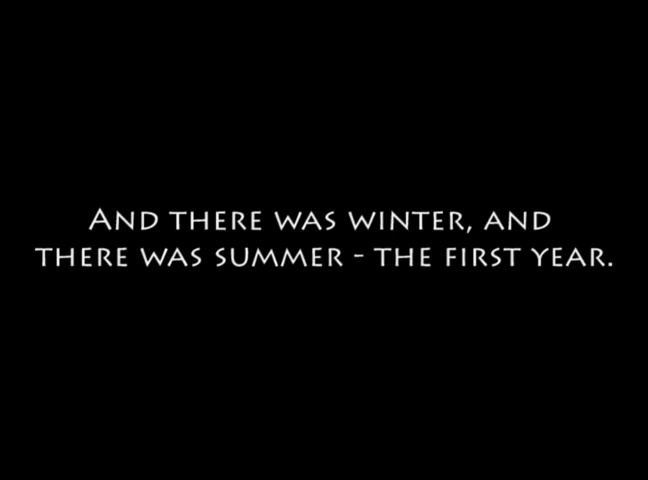 And there was winter, and
there was summer - the first year.